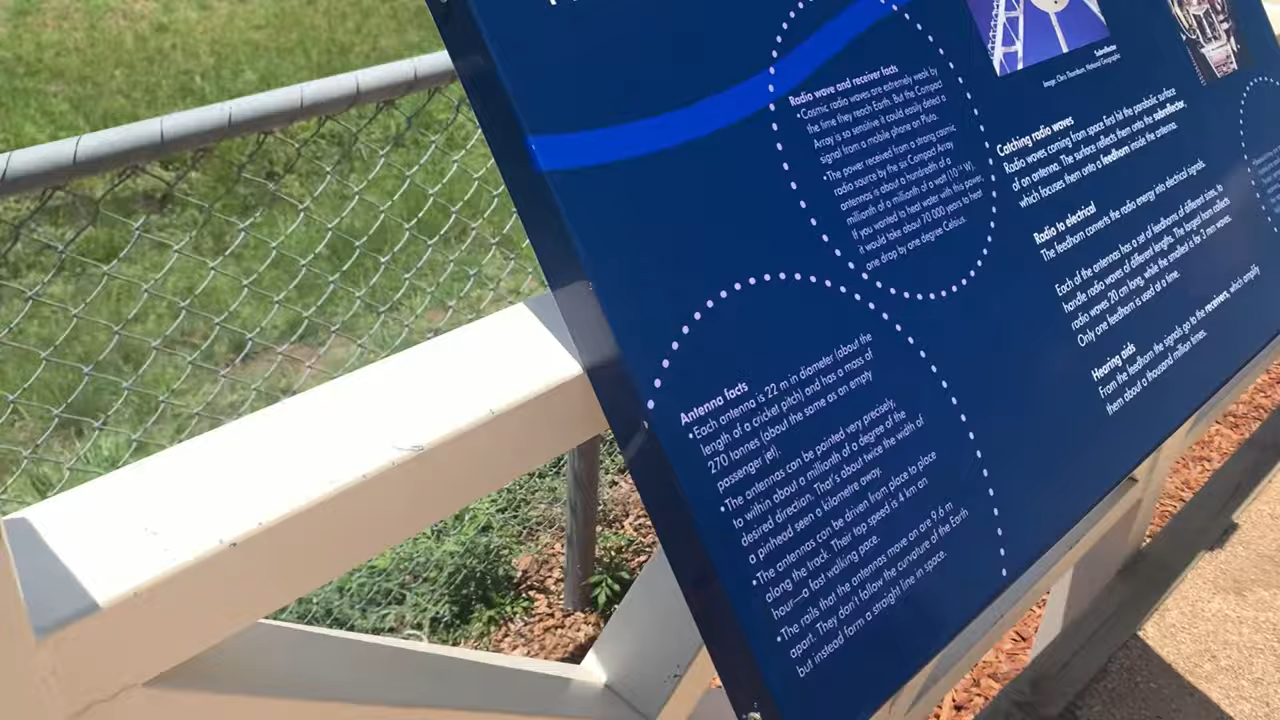 Radio wave and receiver facts
•Cosmic radio waves are extremely weak by
the time they reach Earth. But the Compact
Array is so sensitive it could easily detect a
signal from a mobile phone on Pluto.
•The power received from a strong cosmic
radio source by the six Compact Array
antennas is about a hundredth of a
millionth of a millionth of a watt
If you wanted to heat water with this power,
it would take about 70 000 years to heat
one drop by one degree Celsius.
Antenna facts
•Each antenna is 22 m in diameter (about the
length of a cricket pitch) and has a mass of
270 tonnes (about the same as an empty
passenger jet).
•The antennas can be pointed very precisely,
to within about a millionth of a degree of the
desired direction. That's about twice the width of
a pinhead seen a kilometre away.
•The antennas can be driven from place to place
along the track. Their top speed is 4 km an
hour—a fast walking pace.
•The rails that the antennas move on are 9.6 m
apart. They don't follow the curvature of the Earth
but instead form a straight line in space.
Subreflector
Image: Chris Thorn National Geographic
Catching radio waves
Radio waves coming from space first hit the parabolic surface
of an antenna. The surface reflects them onto the subreflector,
which focuses them onto a feedhorn inside the antenna.
Radio to electrical
The feedhorn converts the radio energy into electrical signals.
Each of the antennas has a set of feedhorns of different sizes, to
handle radio waves of different lengths. The largest horn collects
radio waves 20 cm long, while the smallest is for 3 mm waves.
Only one feedhorn is used at a time.
Hearing aids
From the feedhorn the signals go to the receivers, which amplify
them about a thousand million times.